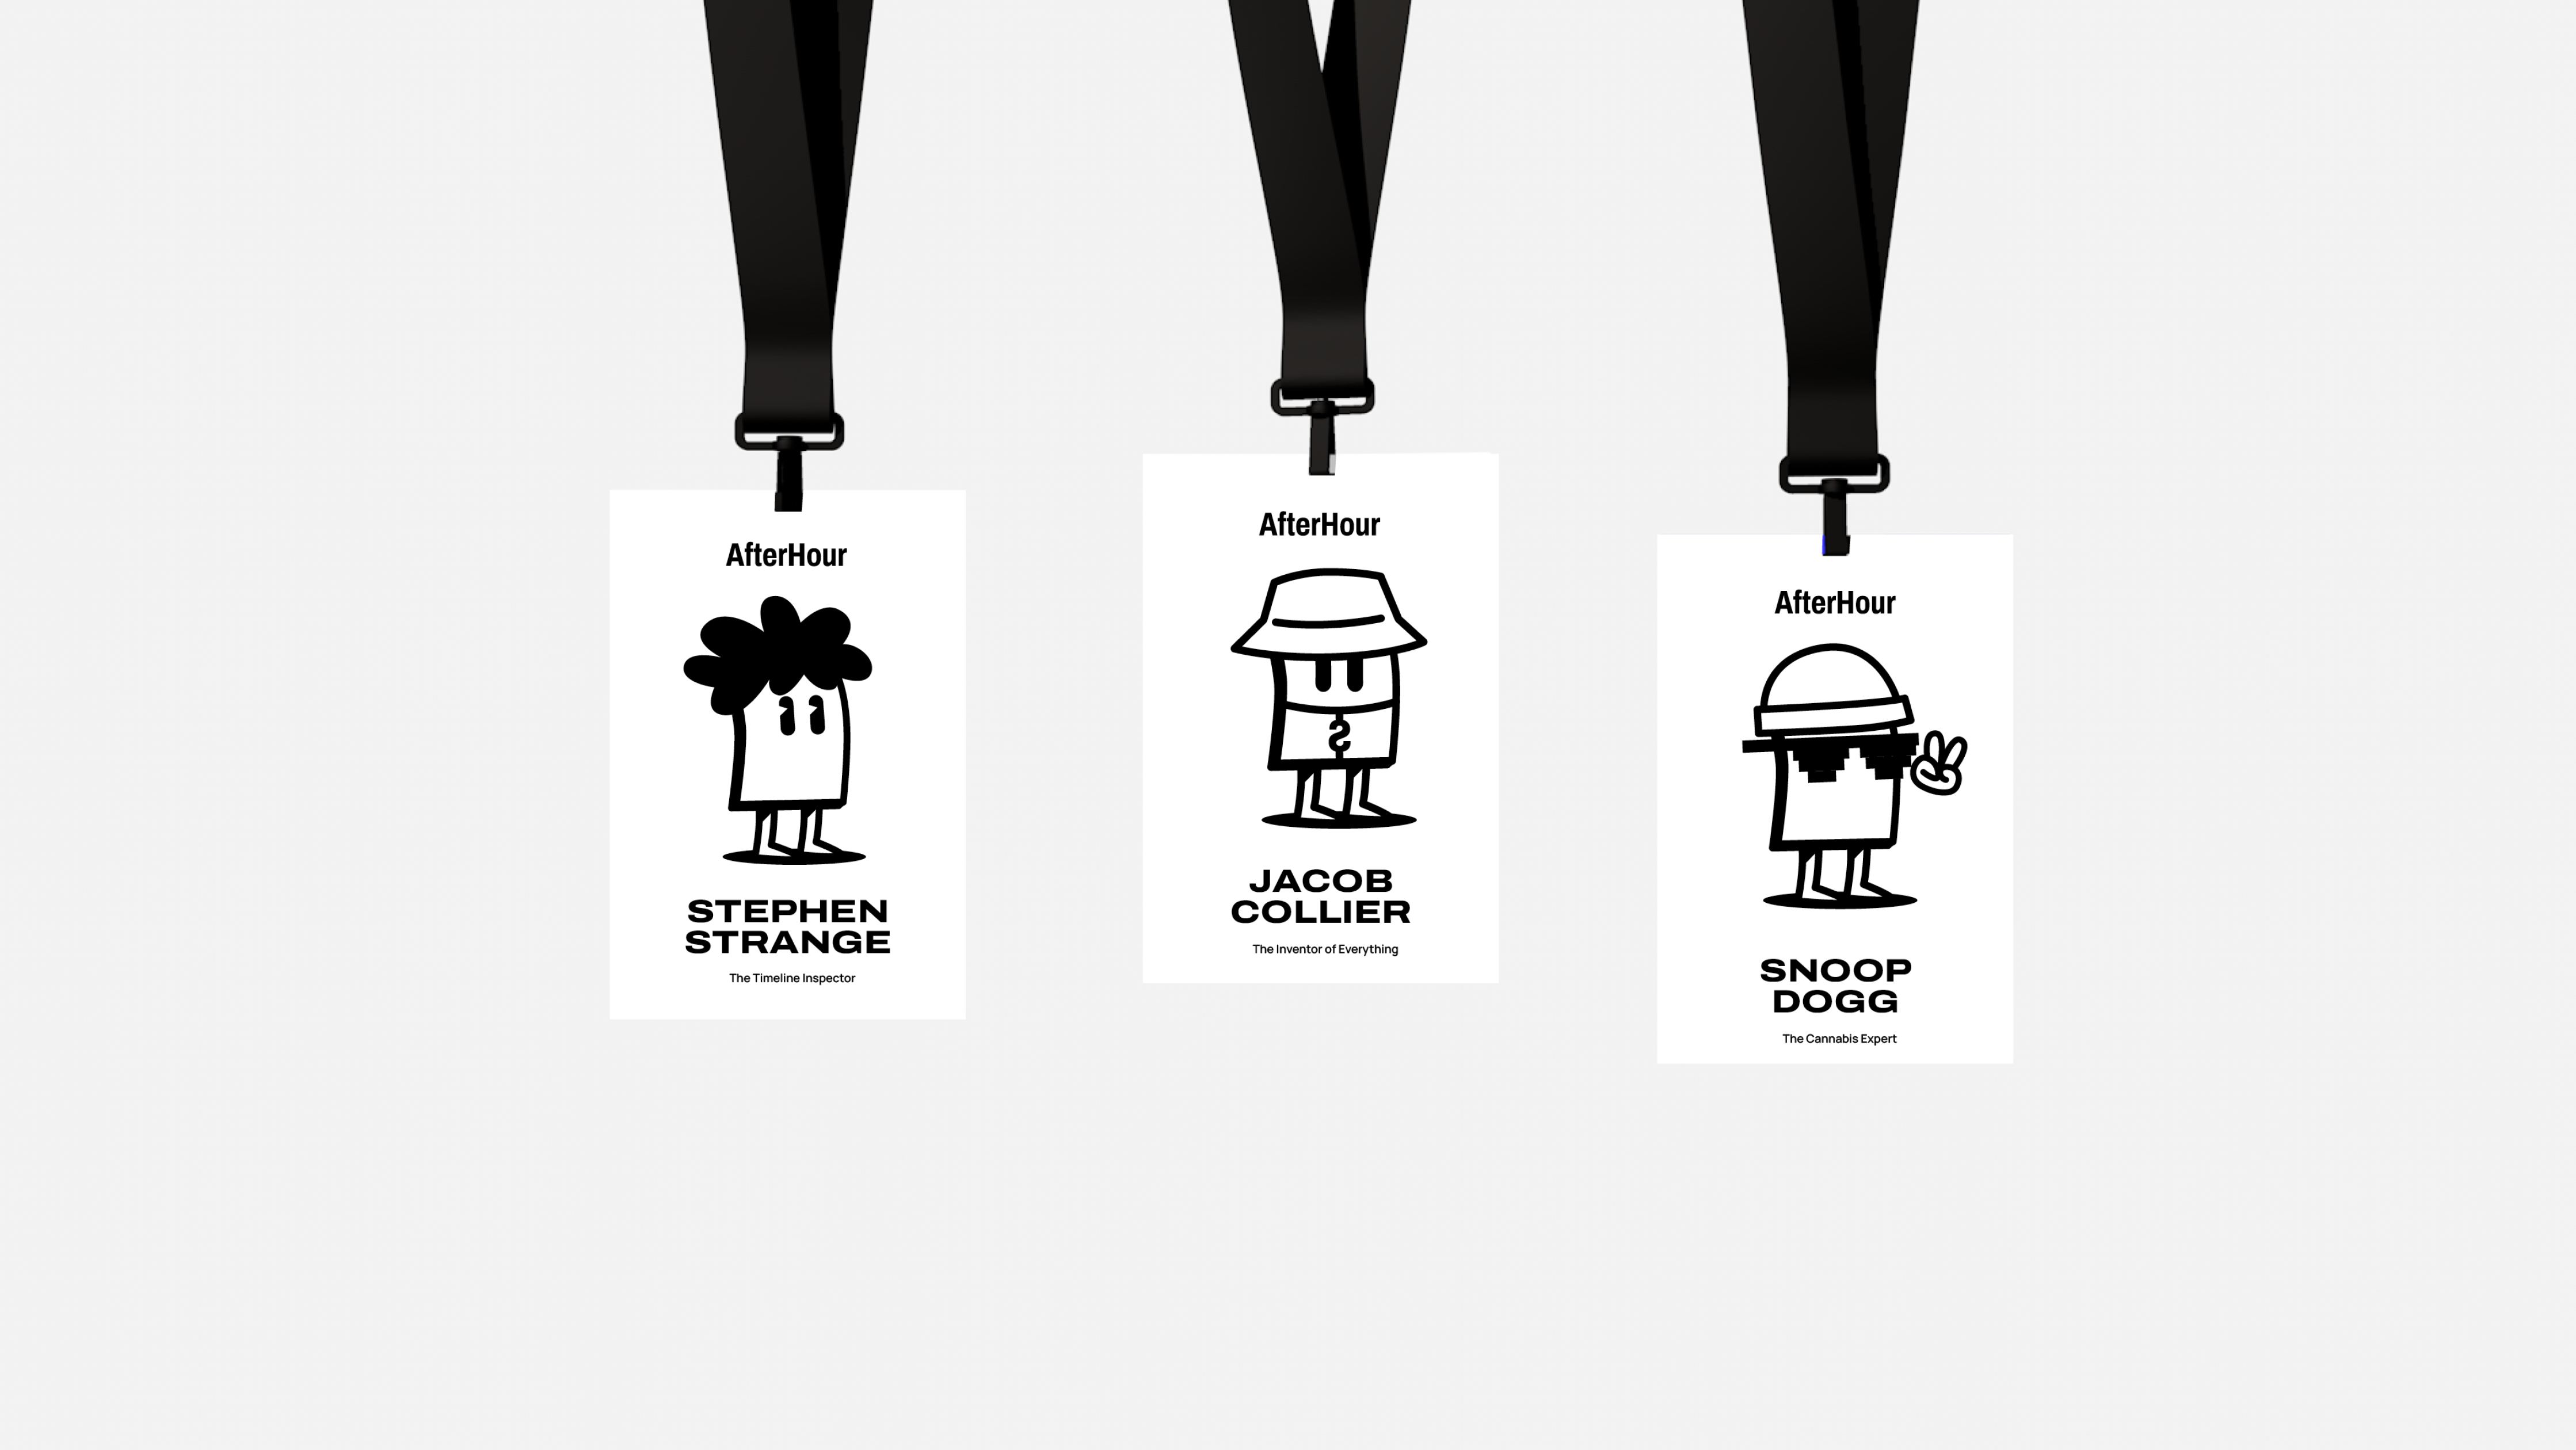 AfterHour
STEPHEN
STRANGE
The Timeline Inspector
AfterHour
JACOB
COLLIER
The Inventor of Everything
AfterHour
SNOOP
DOGG
The Cannabis Expert